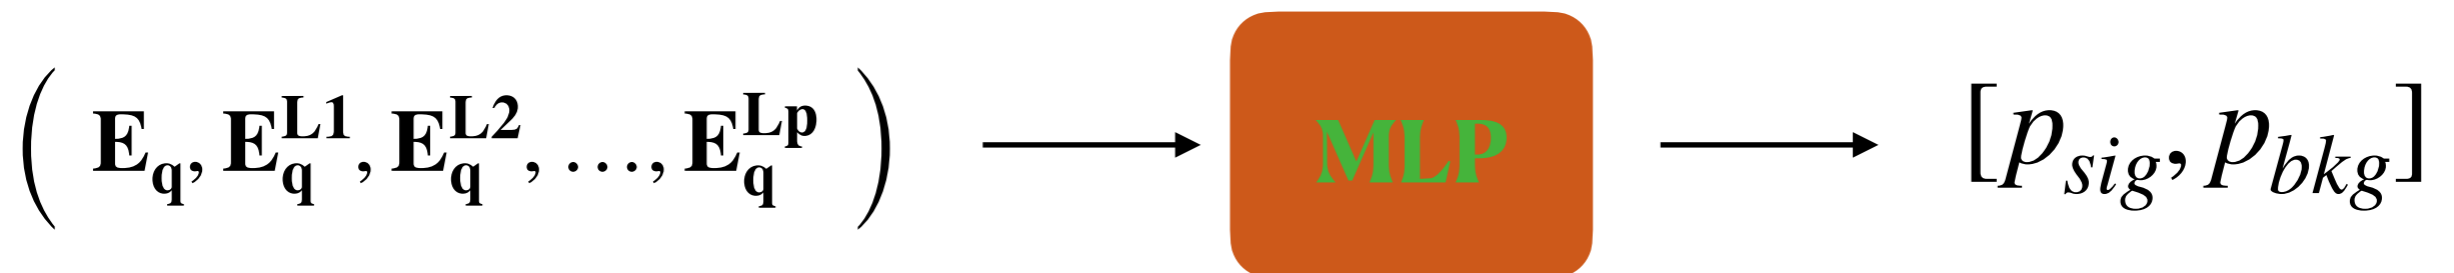 ( E_q, E_q^{L1}, E_q^{L2}, ..., E_q^{Lp} ) → MLP → [p_{sig}, p_{bkg}]